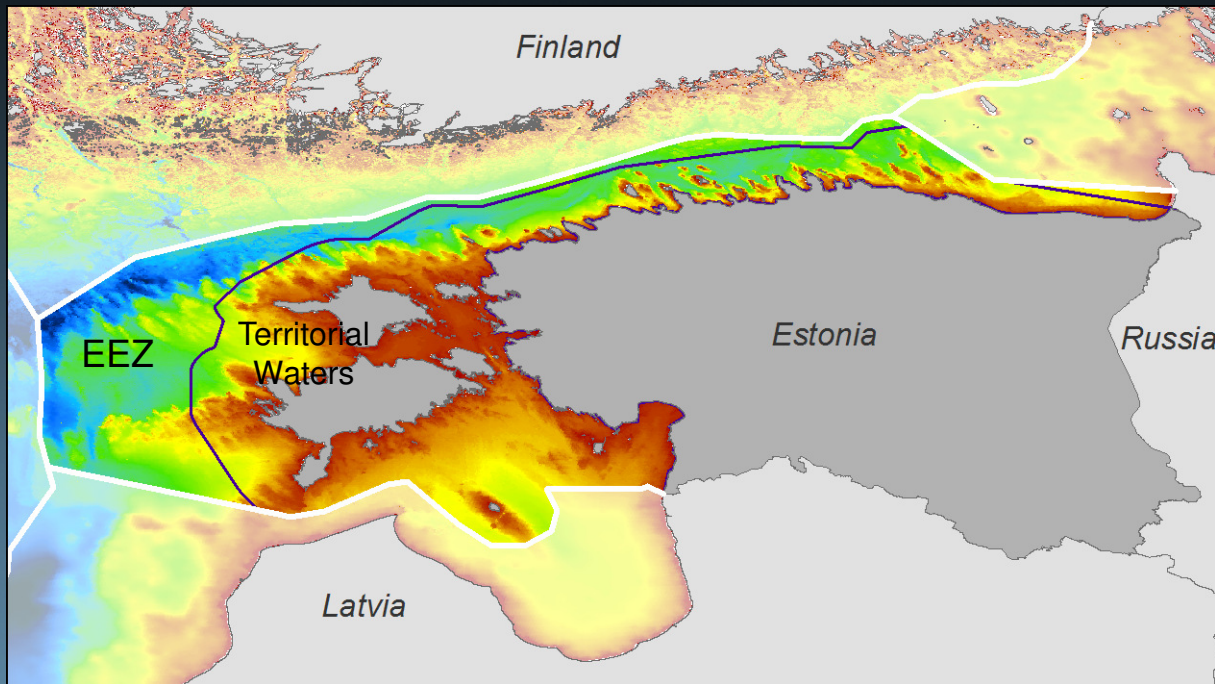 Finland
Territorial
Waters
EEZ
Estonia
Russia
Latvia